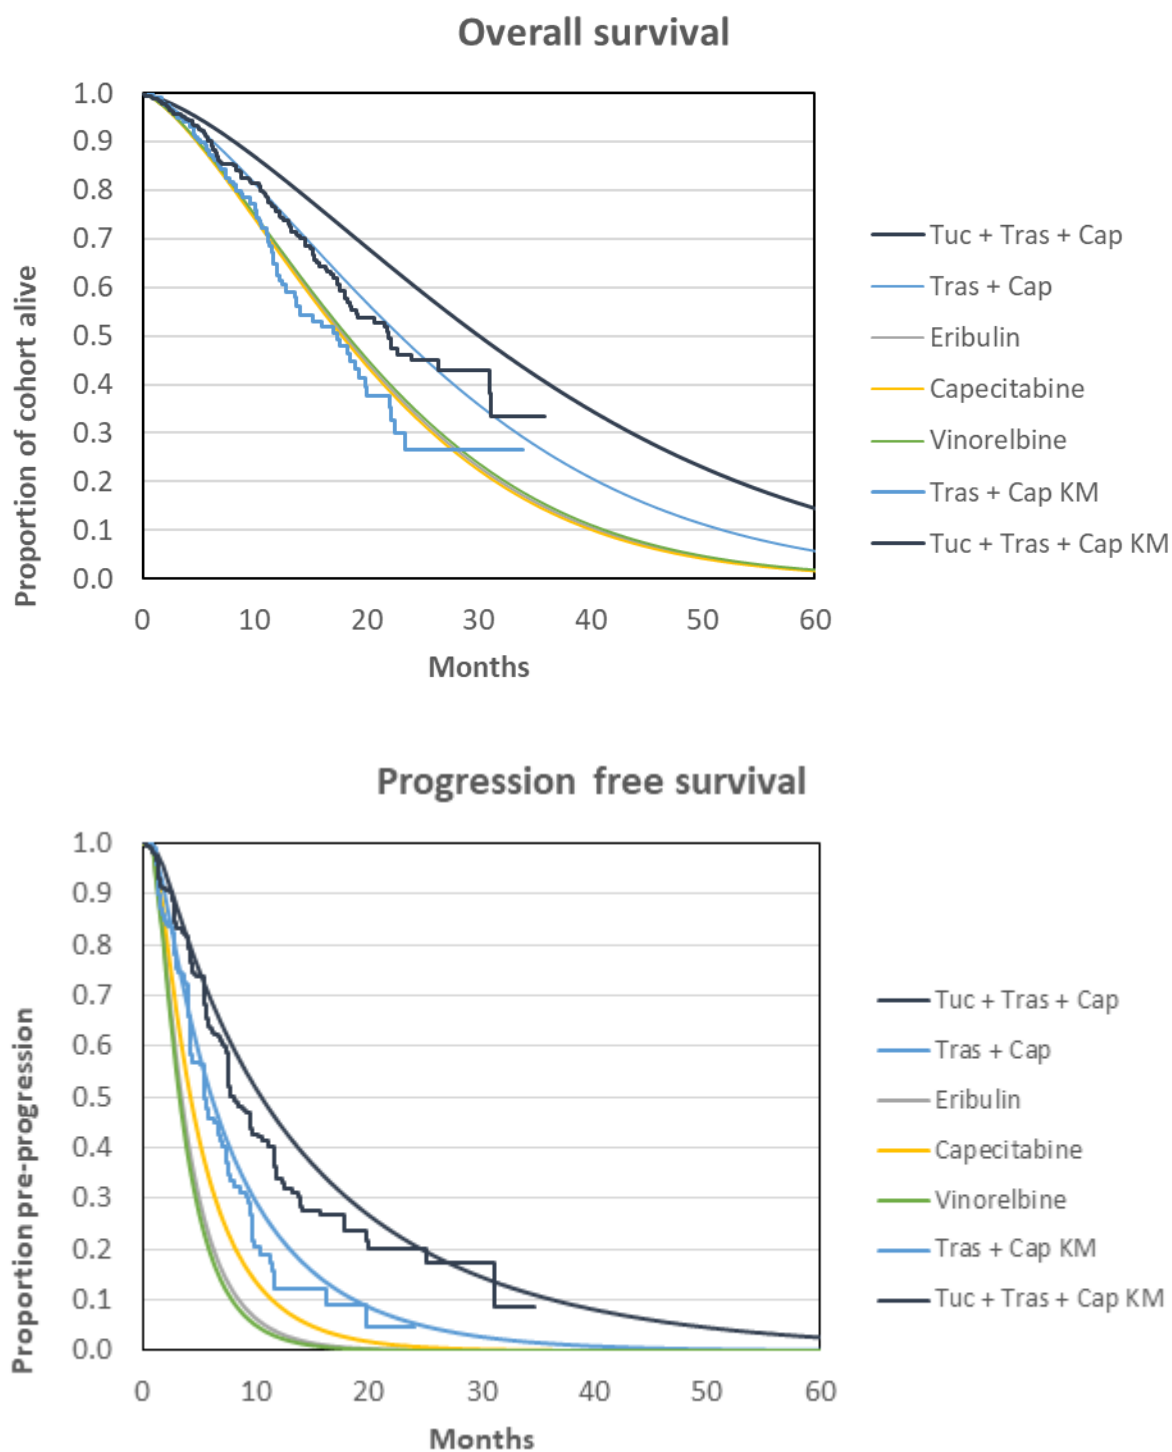 Overall survival
1.0
0.9
0.8
0.7
0.6
0.5
0.4
0.3
0.2
0.1
0.0
Proportion of cohort alive
0 10 20 30 40 50 60
Months
Tuc + Tras + Cap
Tras + Cap
Eribulin
Capecitabine
Vinorelbine
Tras + Cap KM
Tuc + Tras + Cap KM
Progression free survival
1.0
0.9
0.8
0.7
0.6
0.5
0.4
0.3
0.2
0.1
0.0
Proportion pre-progression
0 10 20 30 40 50 60
Months
Tuc + Tras + Cap
Tras + Cap
Eribulin
Capecitabine
Vinorelbine
Tras + Cap KM
Tuc + Tras + Cap KM